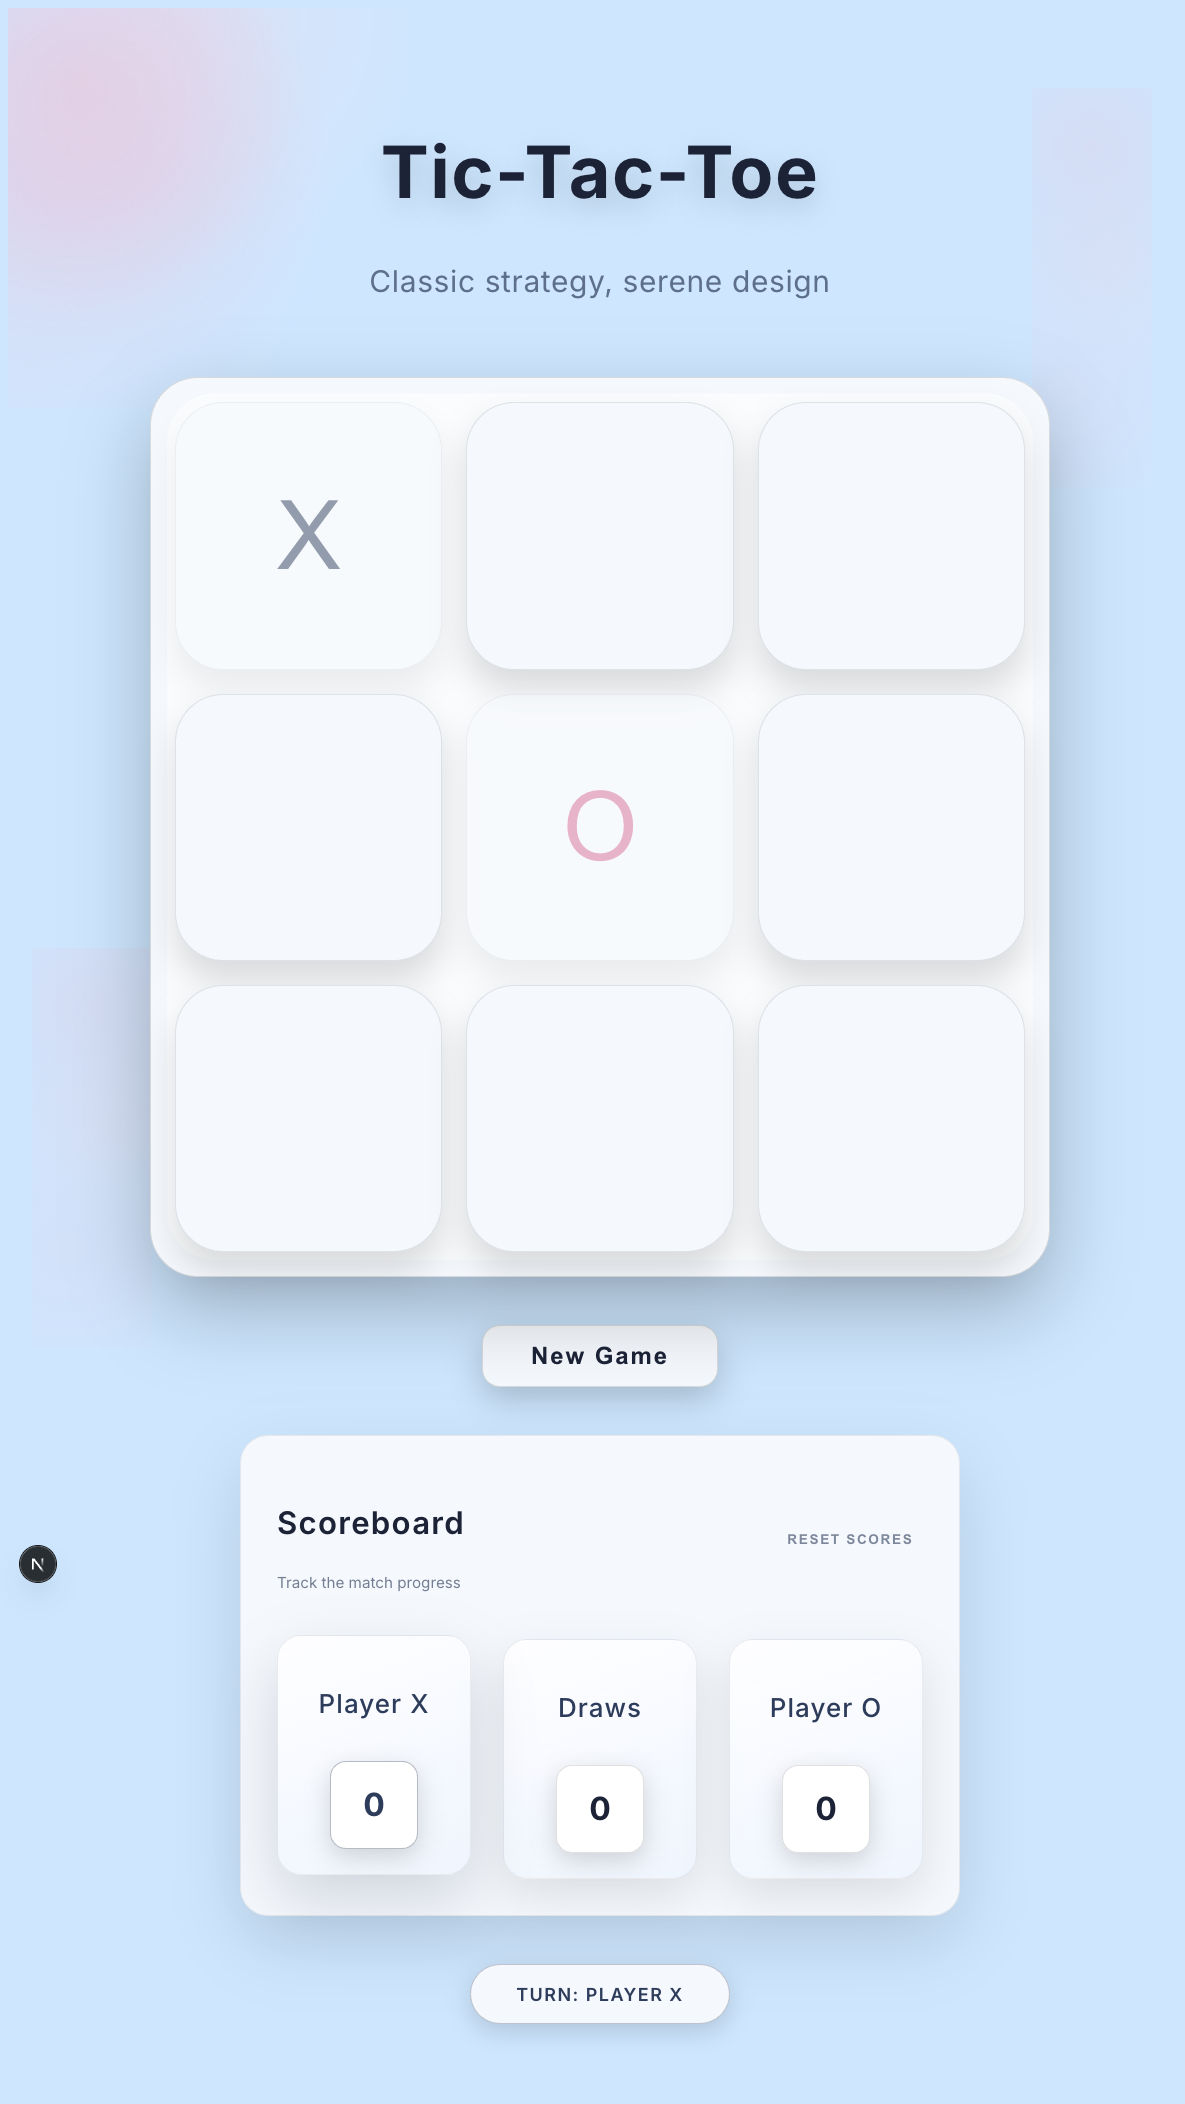 Tic-Tac-Toe
Classic strategy, serene design
X
O
New Game
Scoreboard
RESET SCORES
Track the match progress
N
Player X
Draws
Player O
0
0
0
TURN: PLAYER X